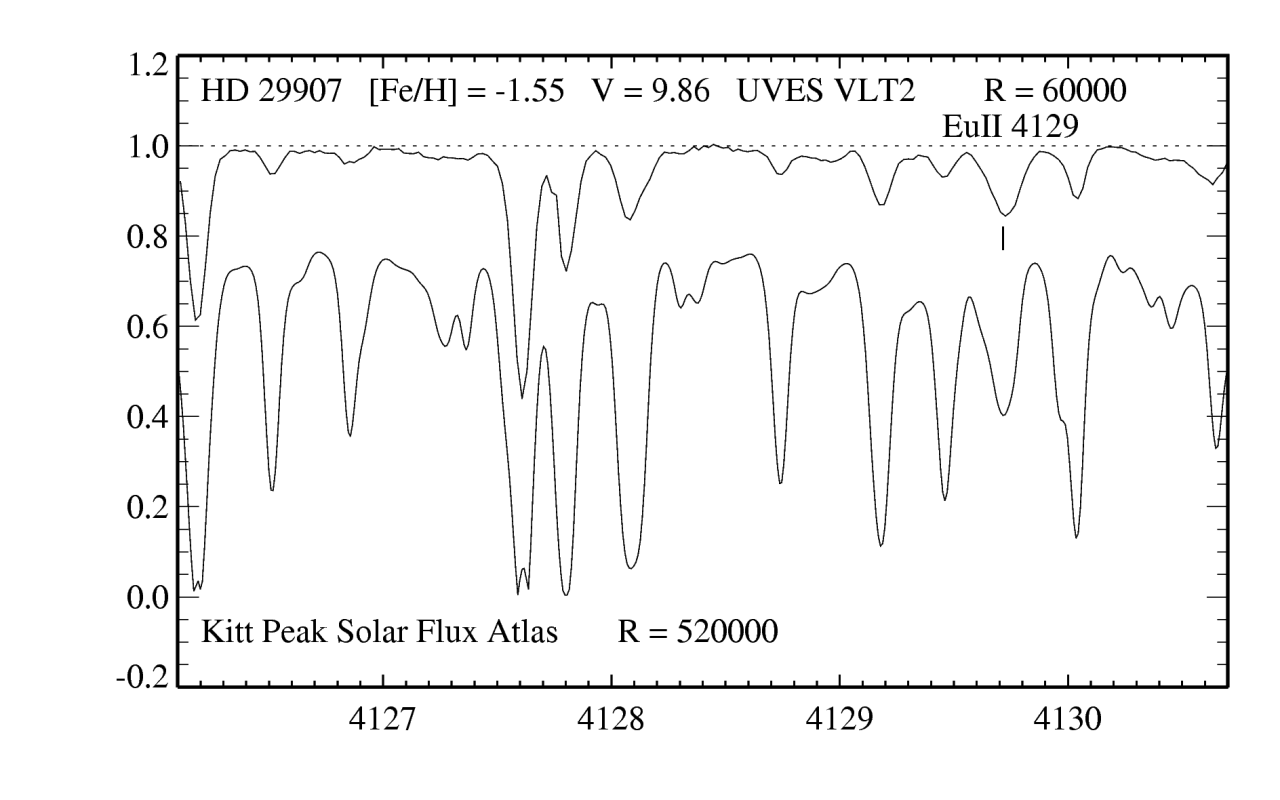 1.2
HD 29907 [Fe/H] = -1.55 V = 9.86 UVES VLT2 R = 60000
EuII 4129
1.0
0.8
0.6
0.4
0.2
0.0
Kitt Peak Solar Flux Atlas R = 520000
-0.2
4127 4128 4129 4130